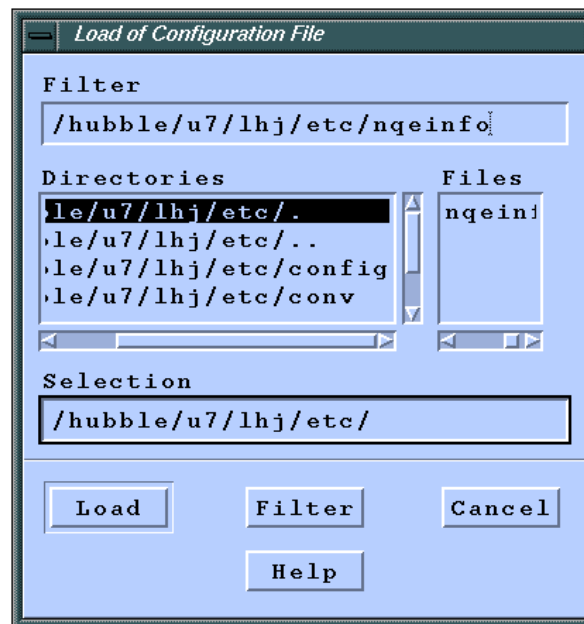 Load of Configuration File
Filter
/hubble/u7/lhj/etc/nqeinfo
Directories Files
le/u7/lhj/etc/. nqeinf
le/u7/lhj/etc/..
le/u7/lhj/etc/config
le/u7/lhj/etc/conv
Selection
/hubble/u7/lhj/etc/
Load Filter Cancel
Help